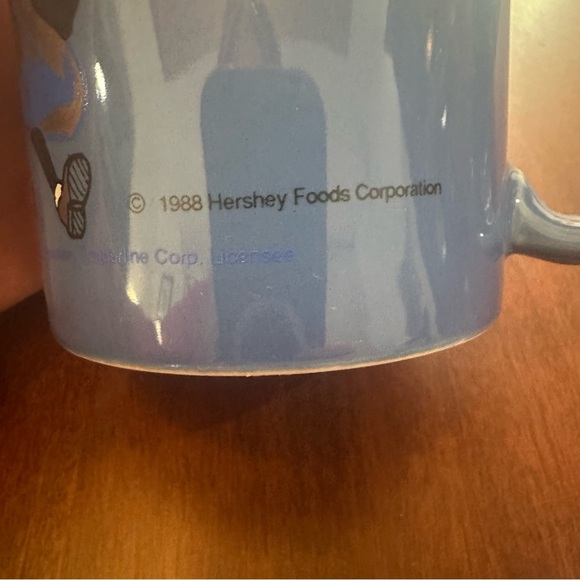 © 1988 Hershey Foods Corporation
Corp. Licensee